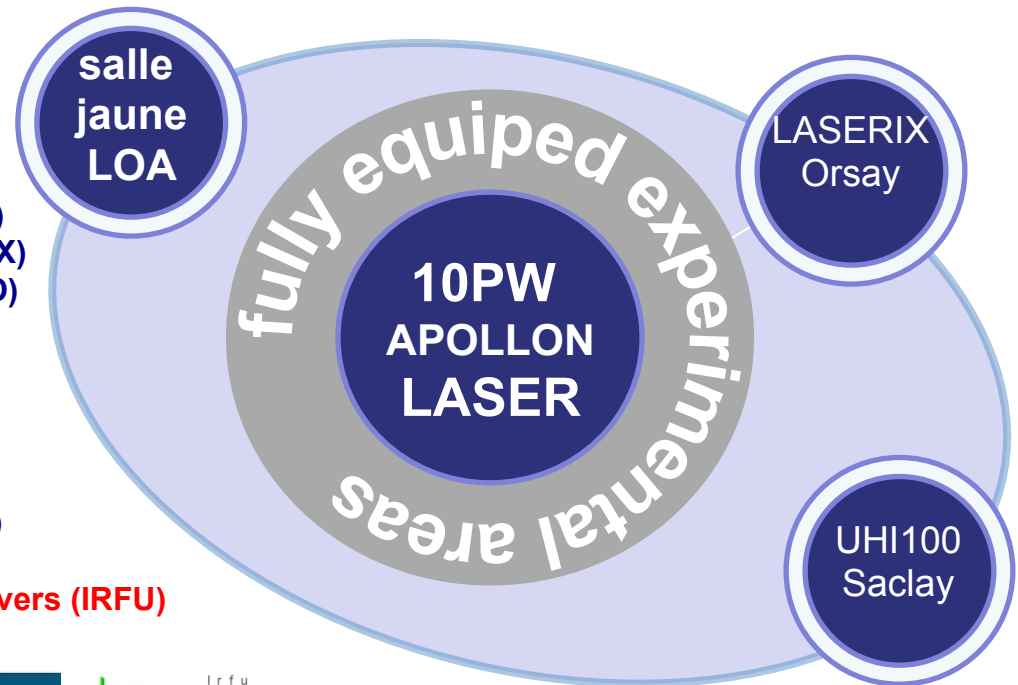 salle
jaune
LOA
LASERIX
Orsay
fully equiped experimental areas
10PW
APOLLON
LASER
)
X)
)
UHI100
Saclay
)
vers (IRFU)
Irfu